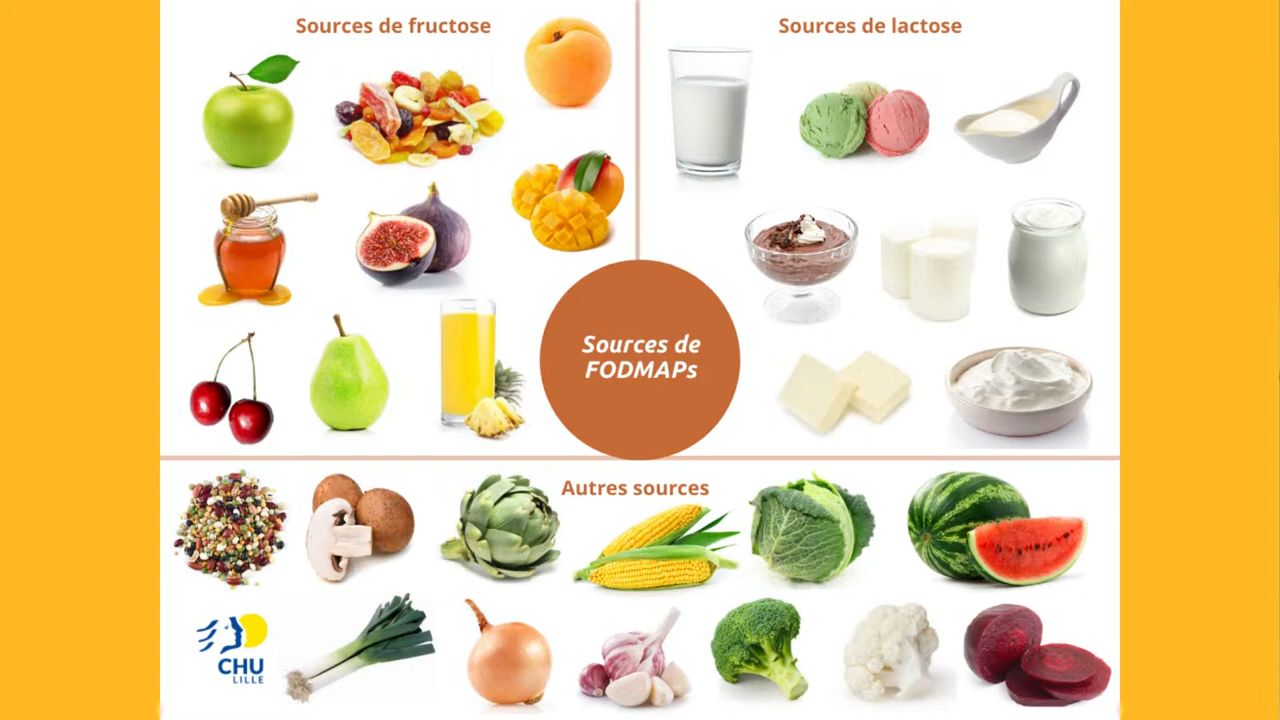 Sources de fructose
Sources de lactose
Sources de
FODMAPs
Autres sources
CHU
LILLE